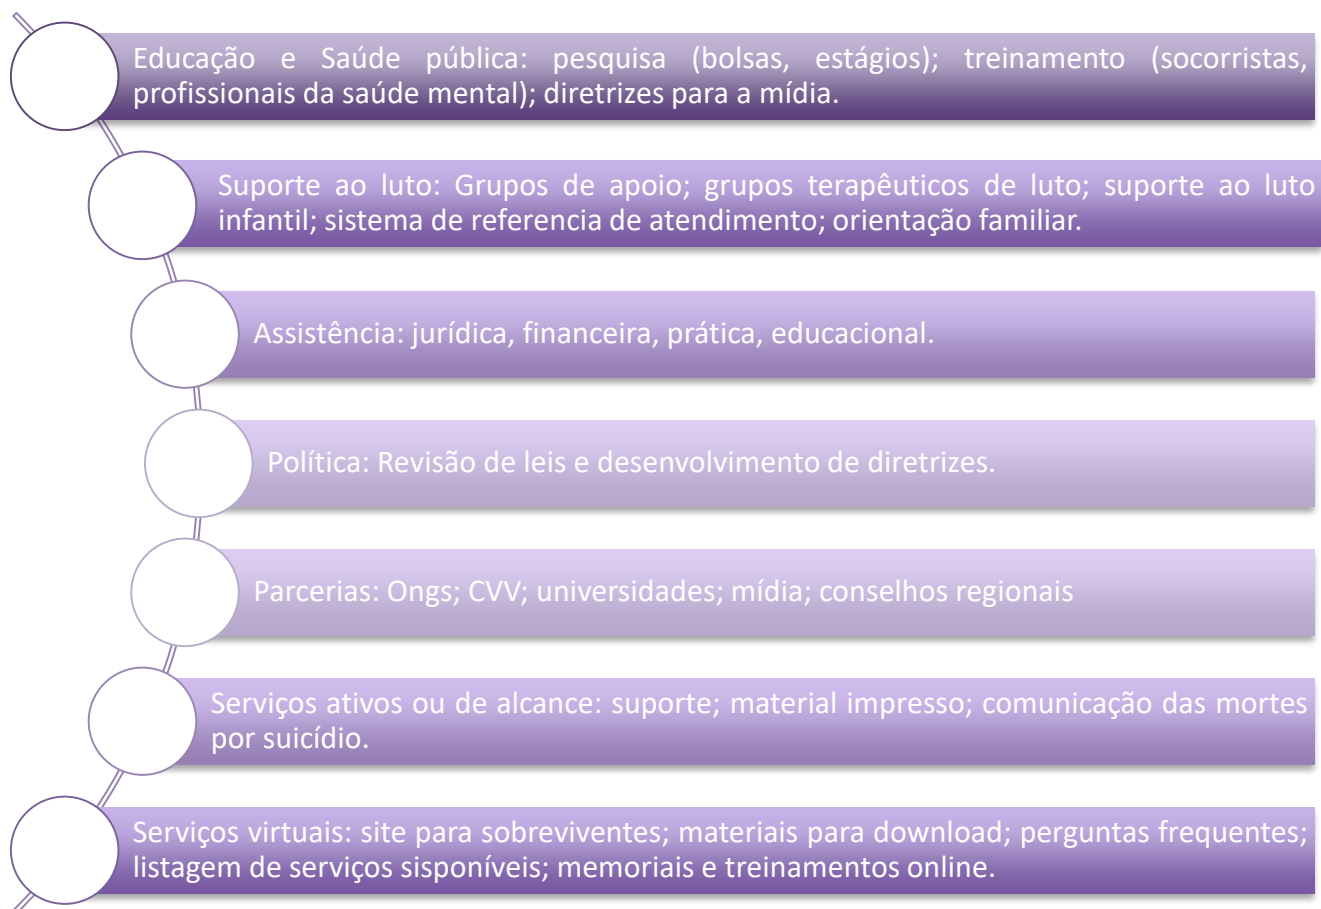 Educação e Saúde pública: pesquisa (bolsas, estágios); treinamento (socorristas,
profissionais da saúde mental); diretrizes para a mídia.
Suporte ao luto: Grupos de apoio; grupos terapêuticos de luto; suporte ao luto
infantil; sistema de referencia de atendimento; orientação familiar.
Assistência: jurídica, financeira, prática, educacional.
Política: Revisão de leis e desenvolvimento de diretrizes.
Parcerias: Ongs; CVV; universidades; mídia; conselhos regionais
Serviços ativos ou de alcance: suporte; material impresso; comunicação das mortes
por suicídio.
Serviços virtuais: site para sobreviventes; materiais para download; perguntas frequentes;
listagem de serviços sisponíveis; memoriais e treinamentos online.